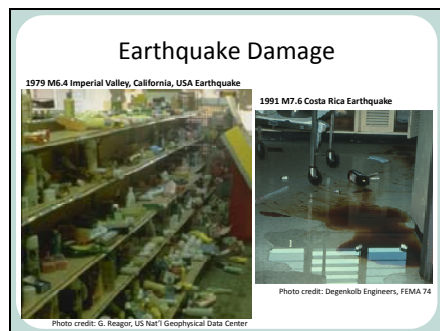 Earthquake Damage
1979 M6.4 Imperial Valley, California, USA Earthquake
1991 M7.6 Costa Rica Earthquake
Photo credit: Degenkolb Engineers, FEMA 74
Photo credit: G. Reagor, US Nat'l Geophysical Data Center